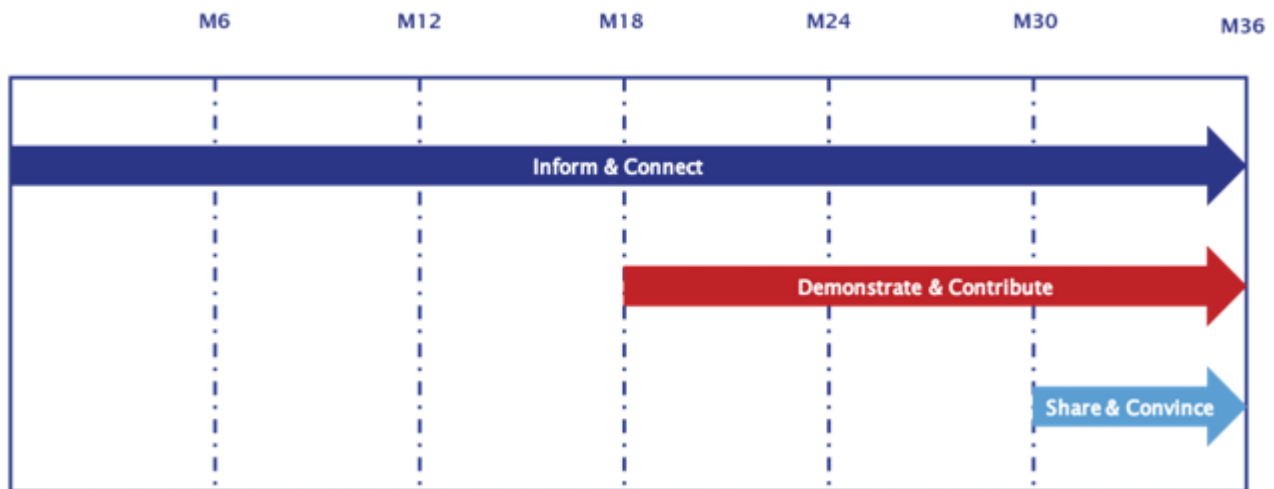 M6 M12 M18 M24 M30 M36
Inform & Connect
Demonstrate & Contribute
Share & Convince